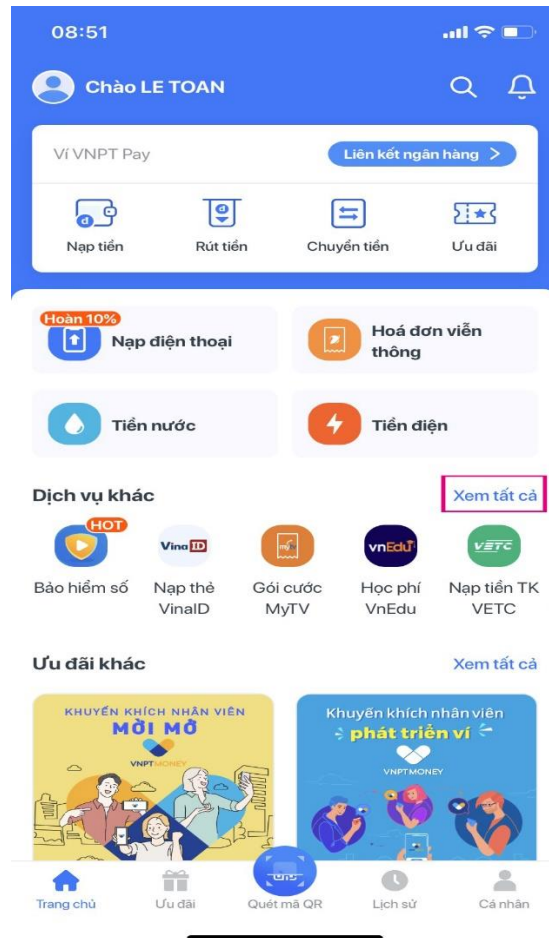 08:51
Chào LE TOAN
Ví VNPT Pay
Liên kết ngân hàng >
Nạp tiền
Rút tiền
Chuyển tiền
Ưu đãi
Hoàn 10%
Nạp điện thoại
Hoá đơn viễn
thông
Tiền nước
Tiền điện
Dịch vụ khác
Xem tất cả
HOT
Vina ID
myTV
vnEdu
VETC
Bảo hiểm số
Nạp thẻ
VinaID
Gói cước
MyTV
Học phí
VnEdu
Nạp tiền TK
VETC
Ưu đãi khác
Xem tất cả
KHUYẾN KHÍCH NHÂN VIÊN
MỜI MỞ
VNPTMONEY
Khuyến khích nhân viên
phát triển ví
VNPTMONEY
Trang chủ
Ưu đãi
Quét mã QR
Lịch sử
Cá nhân